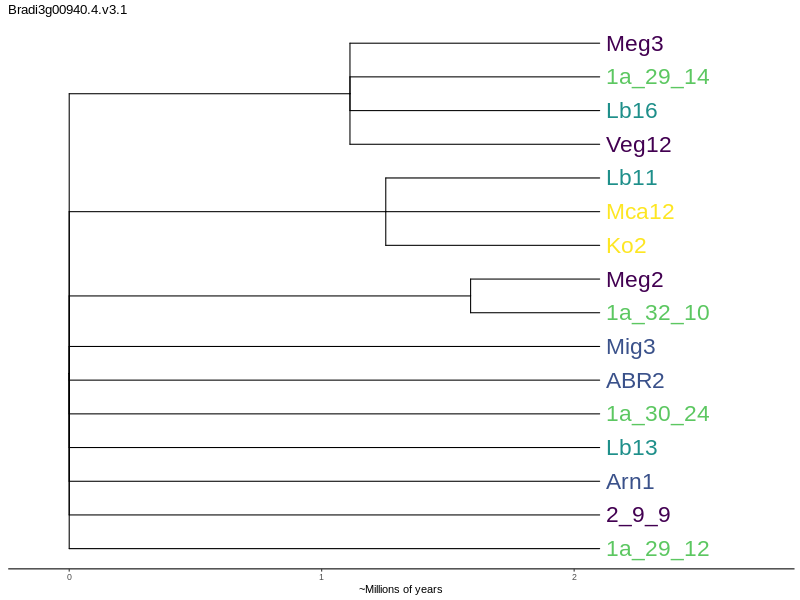 Bradi3g00940.4.v3.1
Meg3
1a_29_14
Lb16
Veg12
Lb11
Mca12
Ko2
Meg2
1a_32_10
Mig3
ABR2
1a_30_24
Lb13
Arn1
2_9_9
1a_29_12
0 1 2
~Millions of years